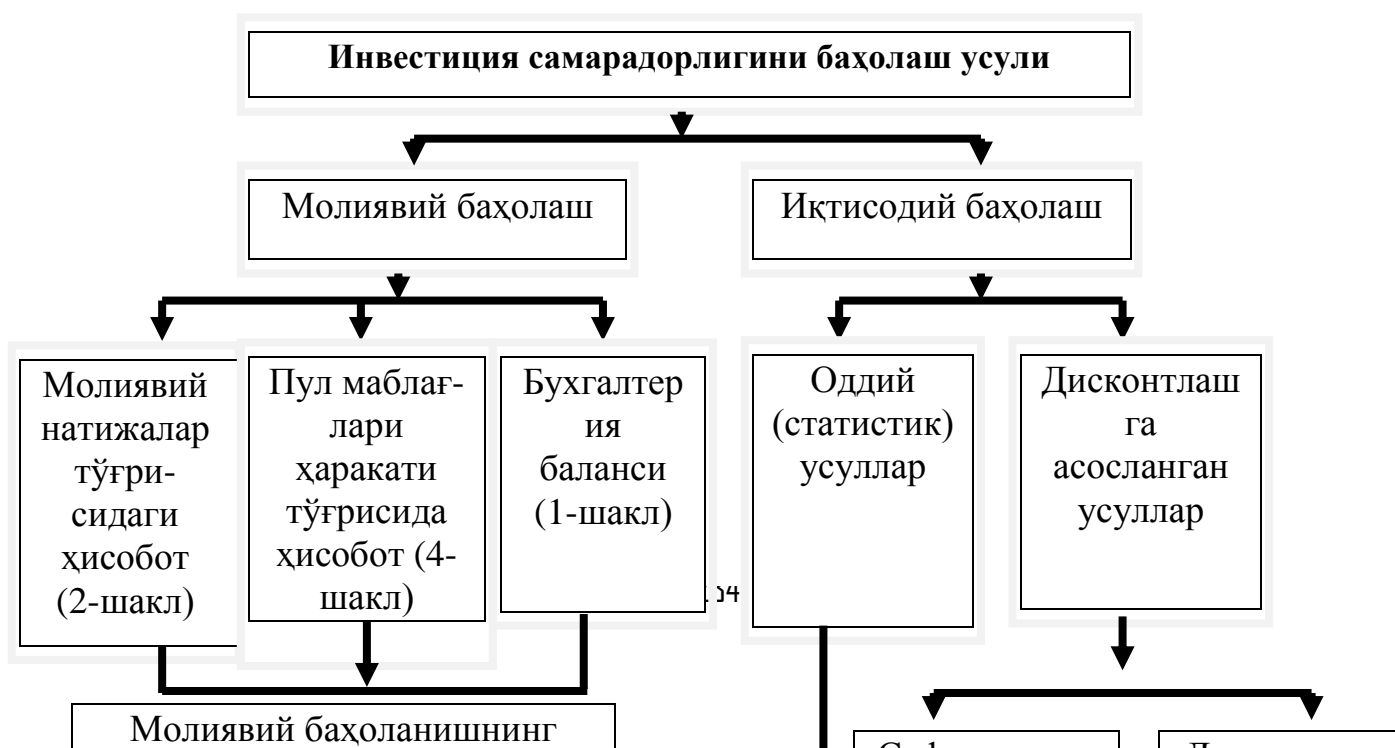 Инвестиция самарадорлигини баҳолаш усули
Молиявий баҳолаш
Иқтисодий баҳолаш
Молиявий
натижалар
тўғри-
сидаги
ҳисобот
(2-шакл)
Пул маблағ-
лари
ҳаракати
тўғрисида
ҳисобот (4-
шакл)
Бухгалтер
ия
баланси
(1-шакл)
Оддий
(статистик)
усуллар
Дисконтлаш
га
асосланган
усуллар
Молиявий баҳоланишнинг